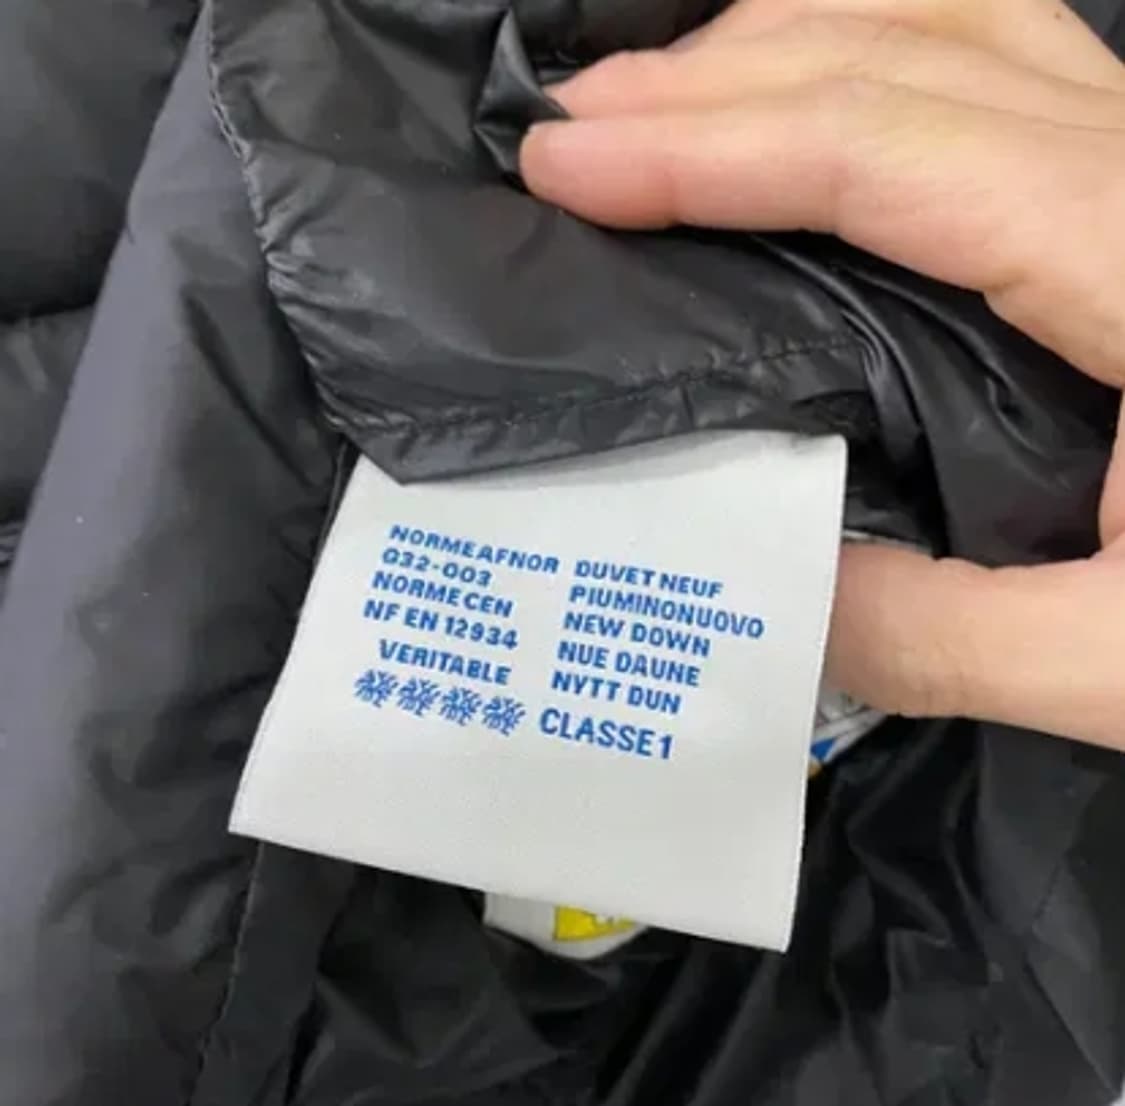 NORMEAFNOR
G32-003
NORME CEN
NF EN 12934
VERITABLE
DUVET NEUF
PIUMINONUOVO
NEW DOWN
NUE DAUNE
NYTT DUN
CLASSE1